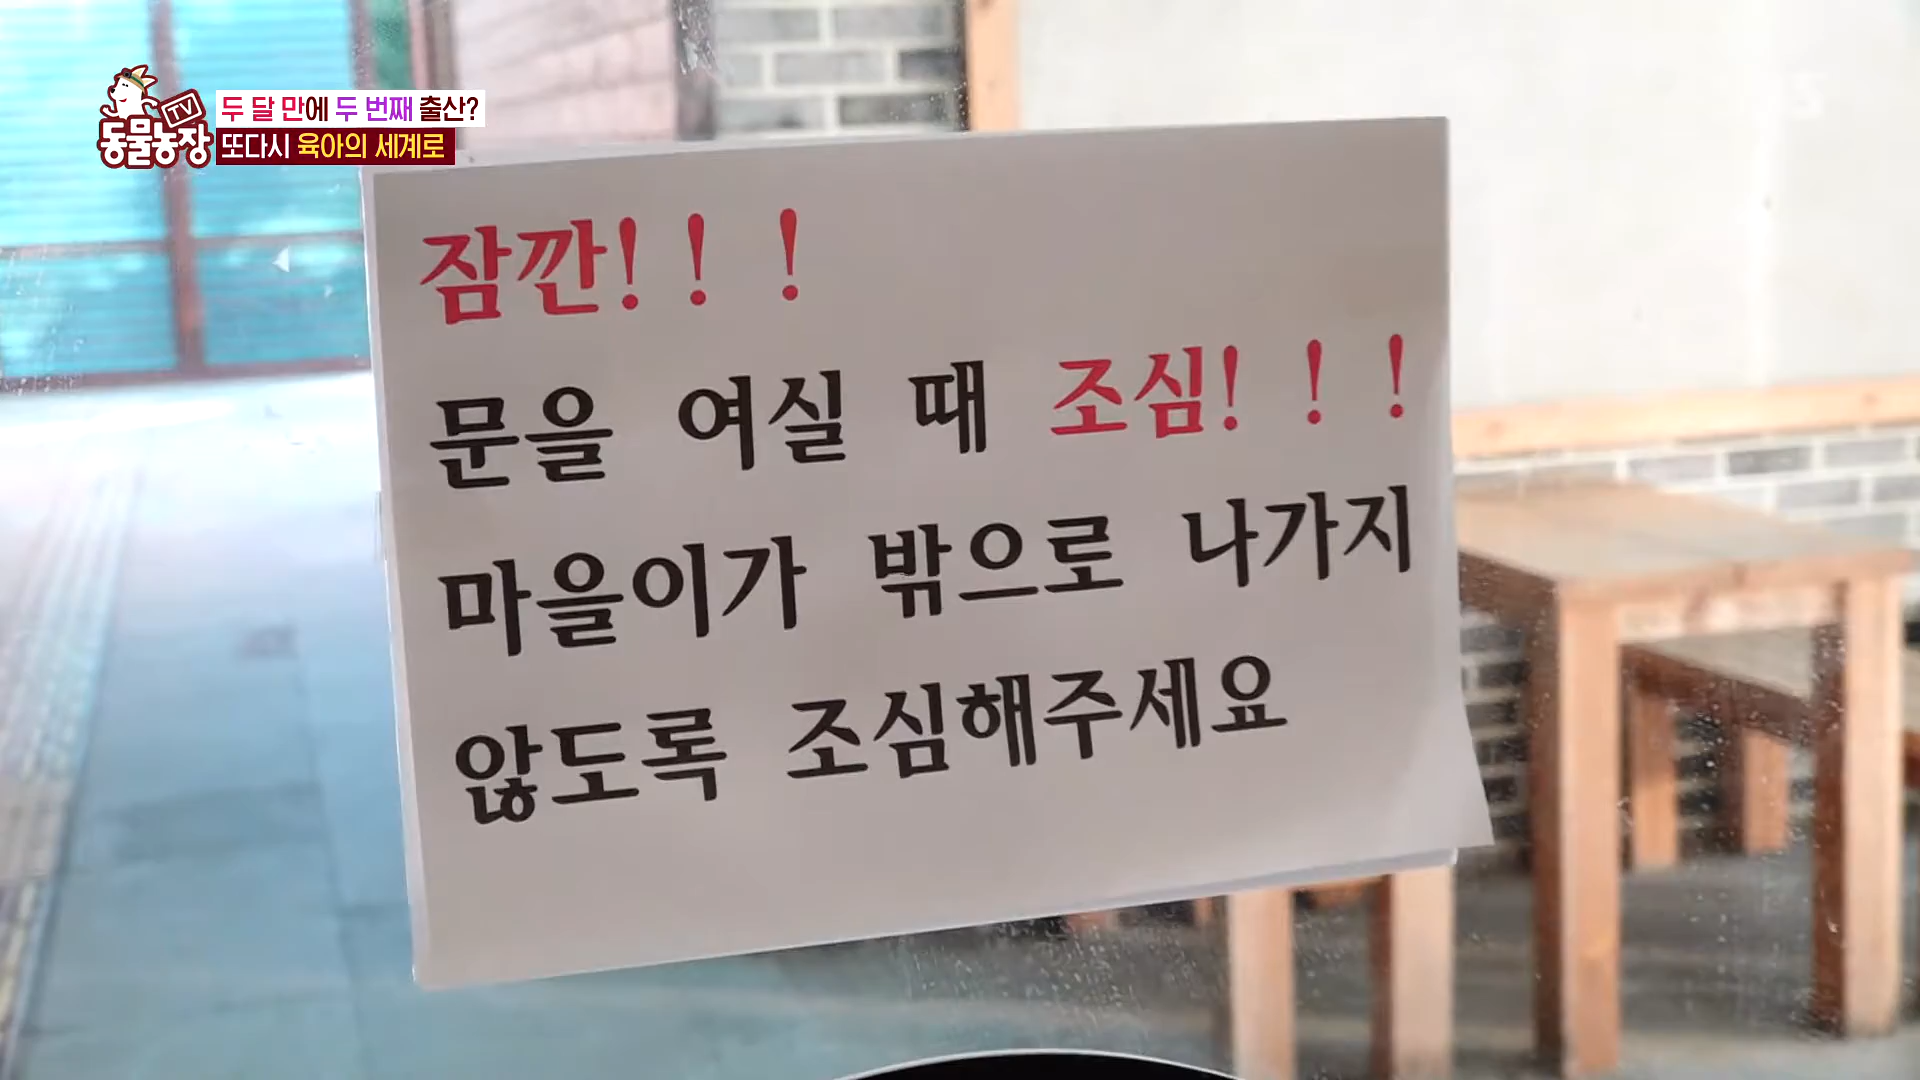 TV
동물농장
두 달 만에 두 번째 출산?
또다시 육아의 세계로
잠깐! ! !
문을 여실 때 조심! ! !
마을이가 밖으로 나가지
않도록 조심해주세요